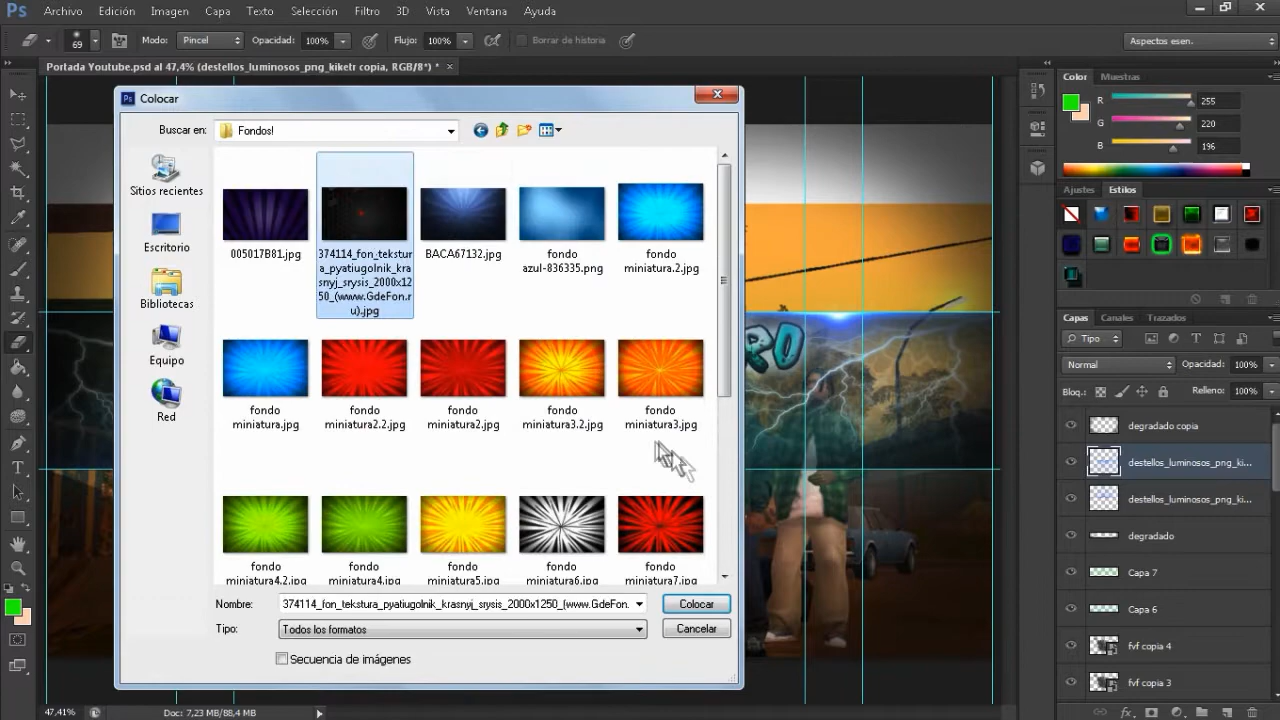 Ps Archivo Edición Imagen Capa Texto Selección Filtro 3D Vista Ventana Ayuda
69 Modo: Pincel Opacidad: 100% Flujo: 100% Borrar de historia Aspectos esen.
Portada Youtube.psd al 47,4% (destellos_luminosos_png_kiketr copia, RGB/8*) *
Colocar
Buscar en: Fondos!
Sitios recientes
Escritorio
Bibliotecas
Equipo
Red
005017B81.jpg
374114_fon_tekstur
a_pyatiugolnik_kra
snyj_srysis_2000x12
50_(www.GdeFon.r
u).jpg
BACA67132.jpg
fondo
azul-836335.png
fondo
miniatura.2.jpg
fondo
miniatura.jpg
fondo
miniatura2.2.jpg
fondo
miniatura2.jpg
fondo
miniatura3.2.jpg
fondo
miniatura3.jpg
fondo
miniatura4.2.jpg
fondo
miniatura4.jpg
fondo
miniatura5.jpg
fondo
miniatura6.jpg
fondo
miniatura7.jpg
Nombre: 374114_fon_tekstura_pyatiugolnik_krasnyj_srysis_2000x1250_(www.GdeFon. Colocar
Tipo: Todos los formatos Cancelar
Secuencia de imágenes
RO
Color Muestras
R 255
G 220
B 196
Ajustes Estilos
Capas Canales Trazados
Tipo
Normal Opacidad: 100%
Bloq.: Relleno: 100%
degradado copia
destellos_luminosos_png_ki...
destellos_luminosos_png_ki...
degradado
Capa 7
Capa 6
fvf copia 4
fvf copia 3
47,41% Doc: 7,23 MB/88,4 MB
fx